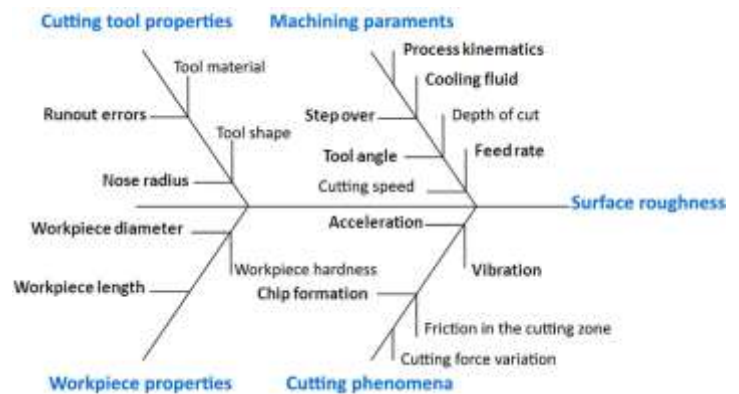 Cutting tool properties
Machining paraments
Process kinematics
Tool material
Cooling fluid
Runout errors
Step over
Depth of cut
Tool shape
Tool angle
Feed rate
Nose radius
Cutting speed
Surface roughness
Workpiece diameter
Acceleration
Workpiece hardness
Vibration
Workpiece length
Chip formation
Friction in the cutting zone
Cutting force variation
Workpiece properties
Cutting phenomena